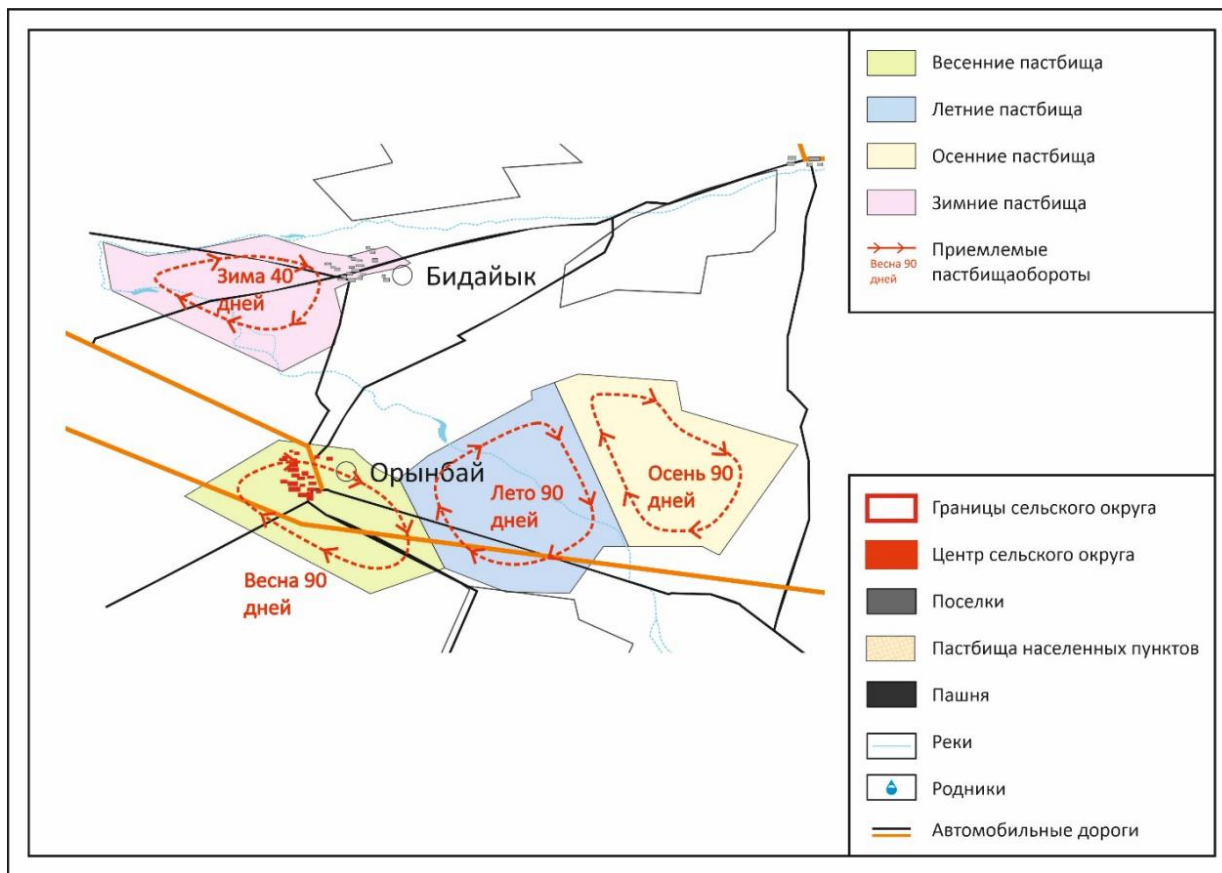 Зима 40
дней
Бидайык
Орынбай
Весна 90
дней
Лето 90
дней
Осень 90
дней
Весенние пастбища
Летние пастбища
Осенние пастбища
Зимние пастбища
Весна 90
дней
Приемлемые
пастбищаобороты
Границы сельского округа
Центр сельского округа
Поселки
Пастбища населенных пунктов
Пашня
Реки
Родники
Автомобильные дороги